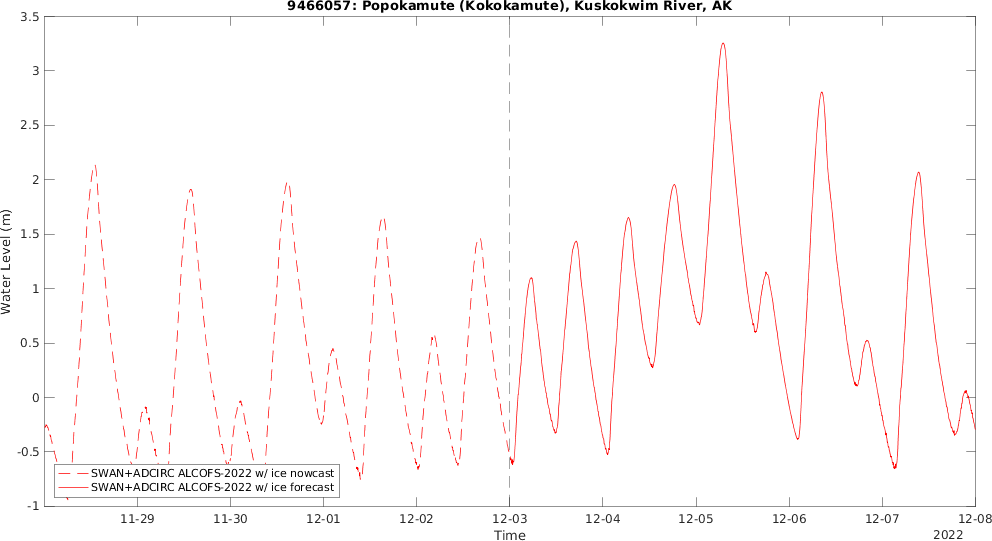 9466057: Popokamute (Kokokamute), Kuskokwim River, AK
3.5
3
2.5
2
1.5
1
0.5
0
-0.5
-1
Water Level (m)
SWAN+ADCIRC ALCOFS-2022 w/ ice nowcast
SWAN+ADCIRC ALCOFS-2022 w/ ice forecast
11-29 11-30 12-01 12-02 12-03 12-04 12-05 12-06 12-07 12-08
Time
2022